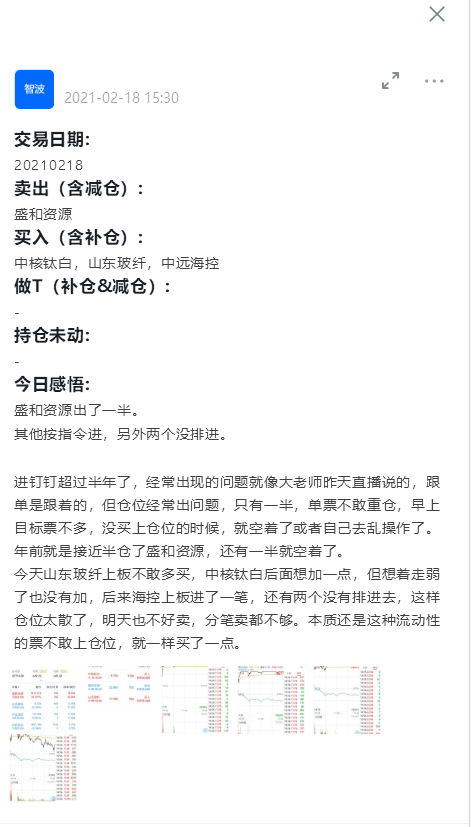 智波
2021-02-18 15:30
交易日期:
20210218
卖出（含减仓）:
盛和资源
买入（含补仓）:
中核钛白，山东玻纤，中远海控
做T（补仓&减仓）:
-
持仓未动:
-
今日感悟:
盛和资源出了一半。
其他按指令进，另外两个没排进。
进钉钉超过半年了，经常出现的问题就像大老师昨天直播说的，跟
单是跟着的，但仓位经常出问题，只有一半，单票不敢重仓，早上
目标票不多，没买上仓位的时候，就空着了或者自己去乱操作了。
年前就是接近半仓了盛和资源，还有一半就空着了。
今天山东玻纤上板不敢多买，中核钛白后面想加一点，但想着走弱
了也没有加，后来海控上板进了一笔，还有两个没有排进去，这样
仓位太散了，明天也不好卖，分笔卖都不够。本质还是这种流动性
的票不敢上仓位，就一样买了一点。